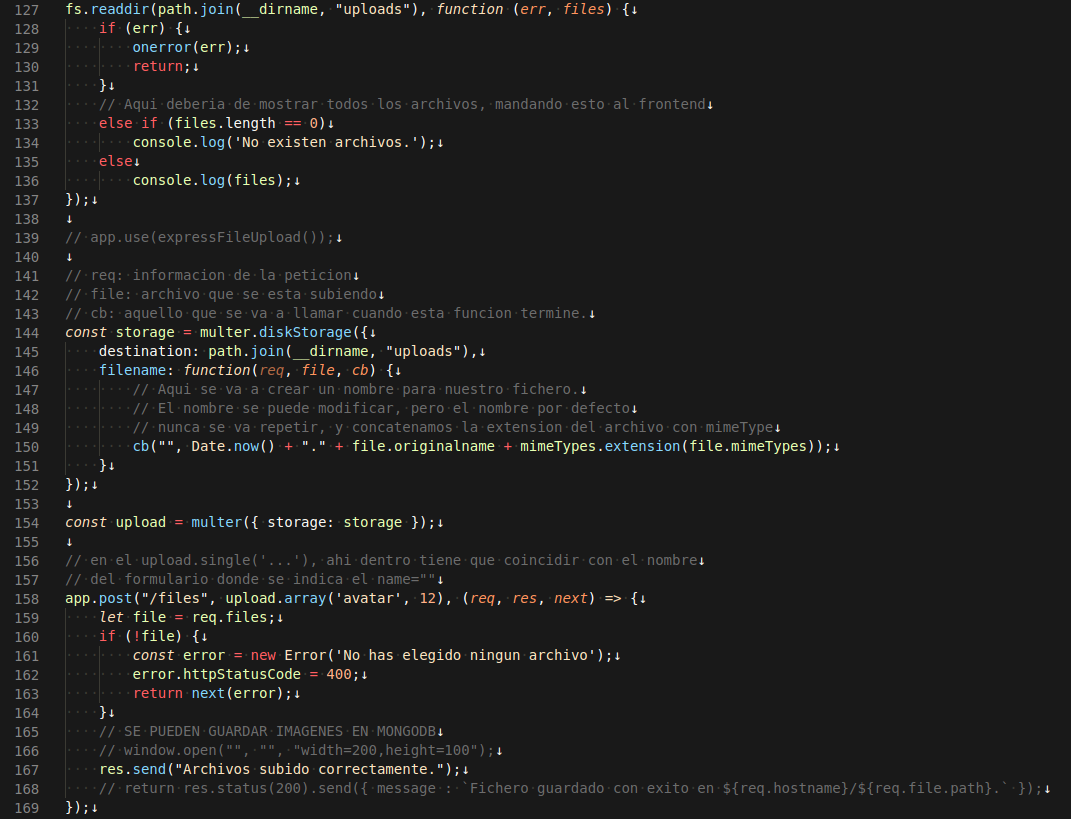 127 fs.readdir(path.join(__dirname, "uploads"), function (err, files) {↓
128 ····if·(err)·{↓
129 ········onerror(err);↓
130 ········return;↓
131 ····}↓
132 ····//·Aqui·deberia·de·mostrar·todos·los·archivos,·mandando·esto·al·frontend↓
133 ····else·if·(files.length·==·0)↓
134 ········console.log('No·existen·archivos.');↓
135 ····else↓
136 ········console.log(files);↓
137 });↓
138 ↓
139 //·app.use(expressFileUpload());↓
140 ↓
141 //·req:·informacion·de·la·peticion↓
142 //·file:·archivo·que·se·esta·subiendo↓
143 //·cb:·aquello·que·se·va·a·llamar·cuando·esta·funcion·termine.↓
144 const·storage·=·multer.diskStorage({↓
145 ····destination:·path.join(__dirname,·"uploads"),↓
146 ····filename:·function(req,·file,·cb)·{↓
147 ········//·Aqui·se·va·a·crear·un·nombre·para·nuestro·fichero.↓
148 ········//·El·nombre·se·puede·modificar,·pero·el·nombre·por·defecto↓
149 ········//·nunca·se·va·repetir,·y·concatenamos·la·extension·del·archivo·con·mimeType↓
150 ········cb("",·Date.now()·+·"."·+·file.originalname·+·mimeTypes.extension(file.mimeTypes));↓
151 ····}↓
152 });↓
153 ↓
154 const·upload·=·multer({·storage:·storage·});↓
155 ↓
156 //·en·el·upload.single('...'),·ahi·dentro·tiene·que·coincidir·con·el·nombre↓
157 //·del·formulario·donde·se·indica·el·name=""↓
158 app.post("/files",·upload.array('avatar',·12),·(req,·res,·next)·=>·{↓
159 ····let·file·=·req.files;↓
160 ····if·(!file)·{↓
161 ········const·error·=·new·Error('No·has·elegido·ningun·archivo');↓
162 ········error.httpStatusCode·=·400;↓
163 ········return·next(error);↓
164 ····}↓
165 ····//·SE·PUEDEN·GUARDAR·IMAGENES·EN·MONGODB↓
166 ····//·window.open("",·"",·"width=200,height=100");↓
167 ····res.send("Archivos·subido·correctamente.");↓
168 ····//·return·res.status(200).send({·message·:·`Fichero·guardado·con·exito·en·${req.hostname}/${req.file.path}.`·});↓
169 });↓